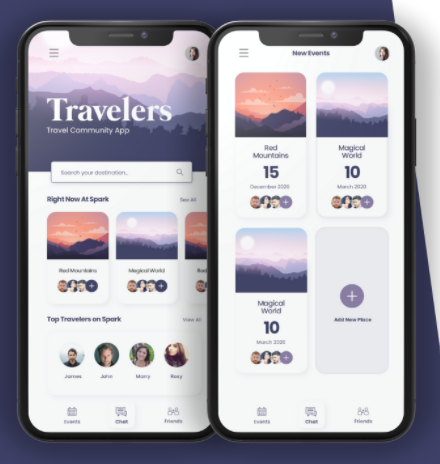 Travelers
Travel Community App
Search your dostination..
Right Now At Spark
See All
Red Mountains
Magical World
Red
Top Travelers on Spark
View All
James
John
Marry
Roxy
Events
Chat
Friends
New Events
Red
Mountains
15
December 2020
Magical
World
10
March 2020
Magical
World
10
March 2020
Add New Place
Events
Chat
Friends